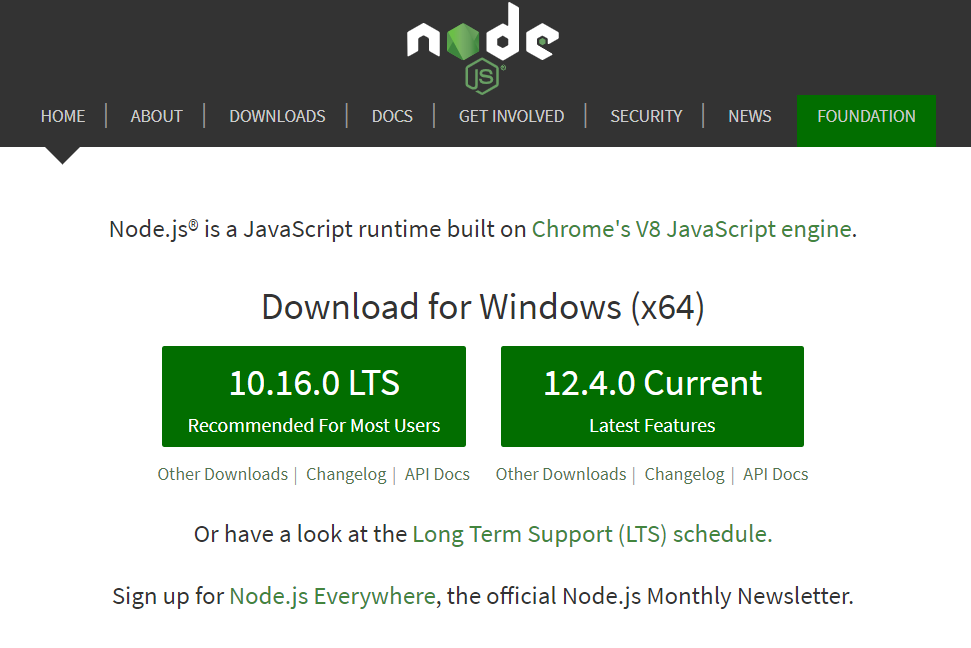 node
JS®
HOME | ABOUT | DOWNLOADS | DOCS | GET INVOLVED | SECURITY | NEWS FOUNDATION
Node.js® is a JavaScript runtime built on Chrome's V8 JavaScript engine.
Download for Windows (x64)
10.16.0 LTS 12.4.0 Current
Recommended For Most Users Latest Features
Other Downloads | Changelog | API Docs Other Downloads | Changelog | API Docs
Or have a look at the Long Term Support (LTS) schedule.
Sign up for Node.js Everywhere, the official Node.js Monthly Newsletter.